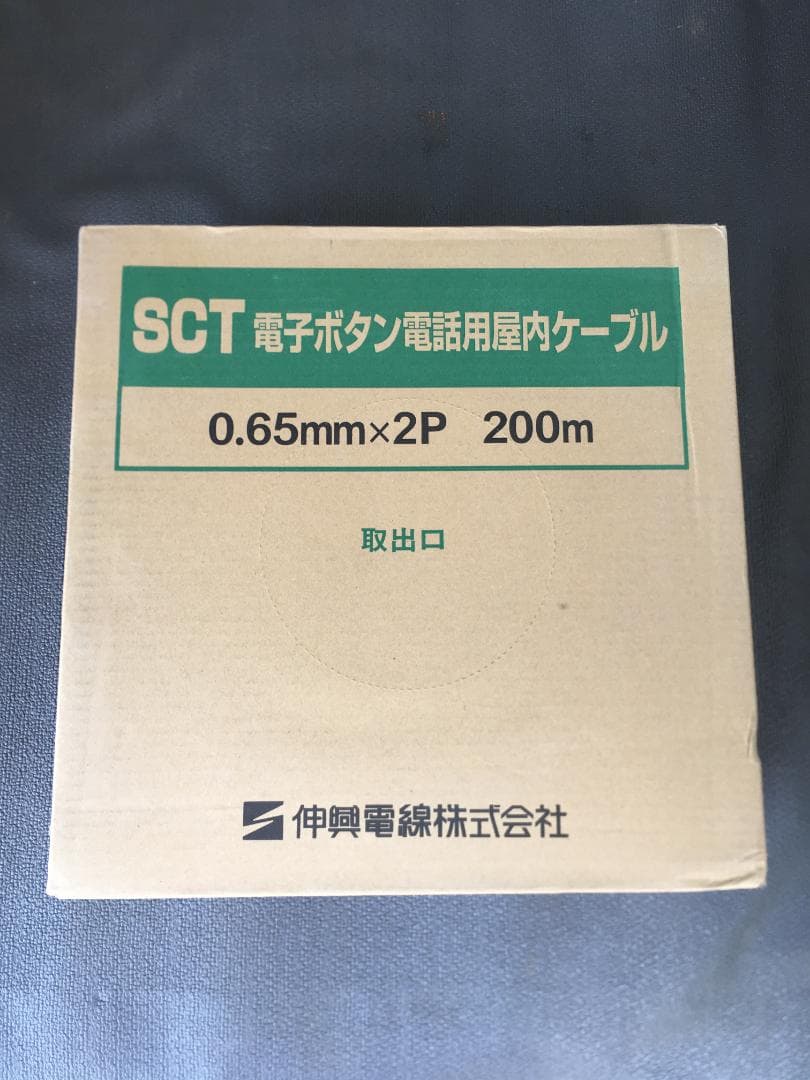 SCT 電子ボタン電話用屋内ケーブル
0.65mm×2P 200m
取出口
伸興電線株式会社